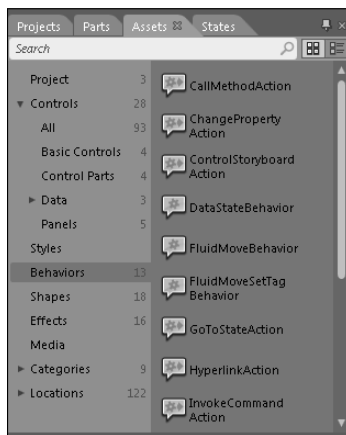 Projects Parts Assets States
Search
Project 3
Controls 28
All 93
Basic Controls 4
Control Parts 4
Data 3
Panels 5
Styles
Behaviors 13
Shapes 18
Effects 16
Media
Categories 9
Locations 122
CallMethodAction
ChangeProperty
Action
ControlStoryboard
Action
DataStateBehavior
FluidMoveBehavior
FluidMoveSetTag
Behavior
GoToStateAction
HyperlinkAction
InvokeCommand
Action